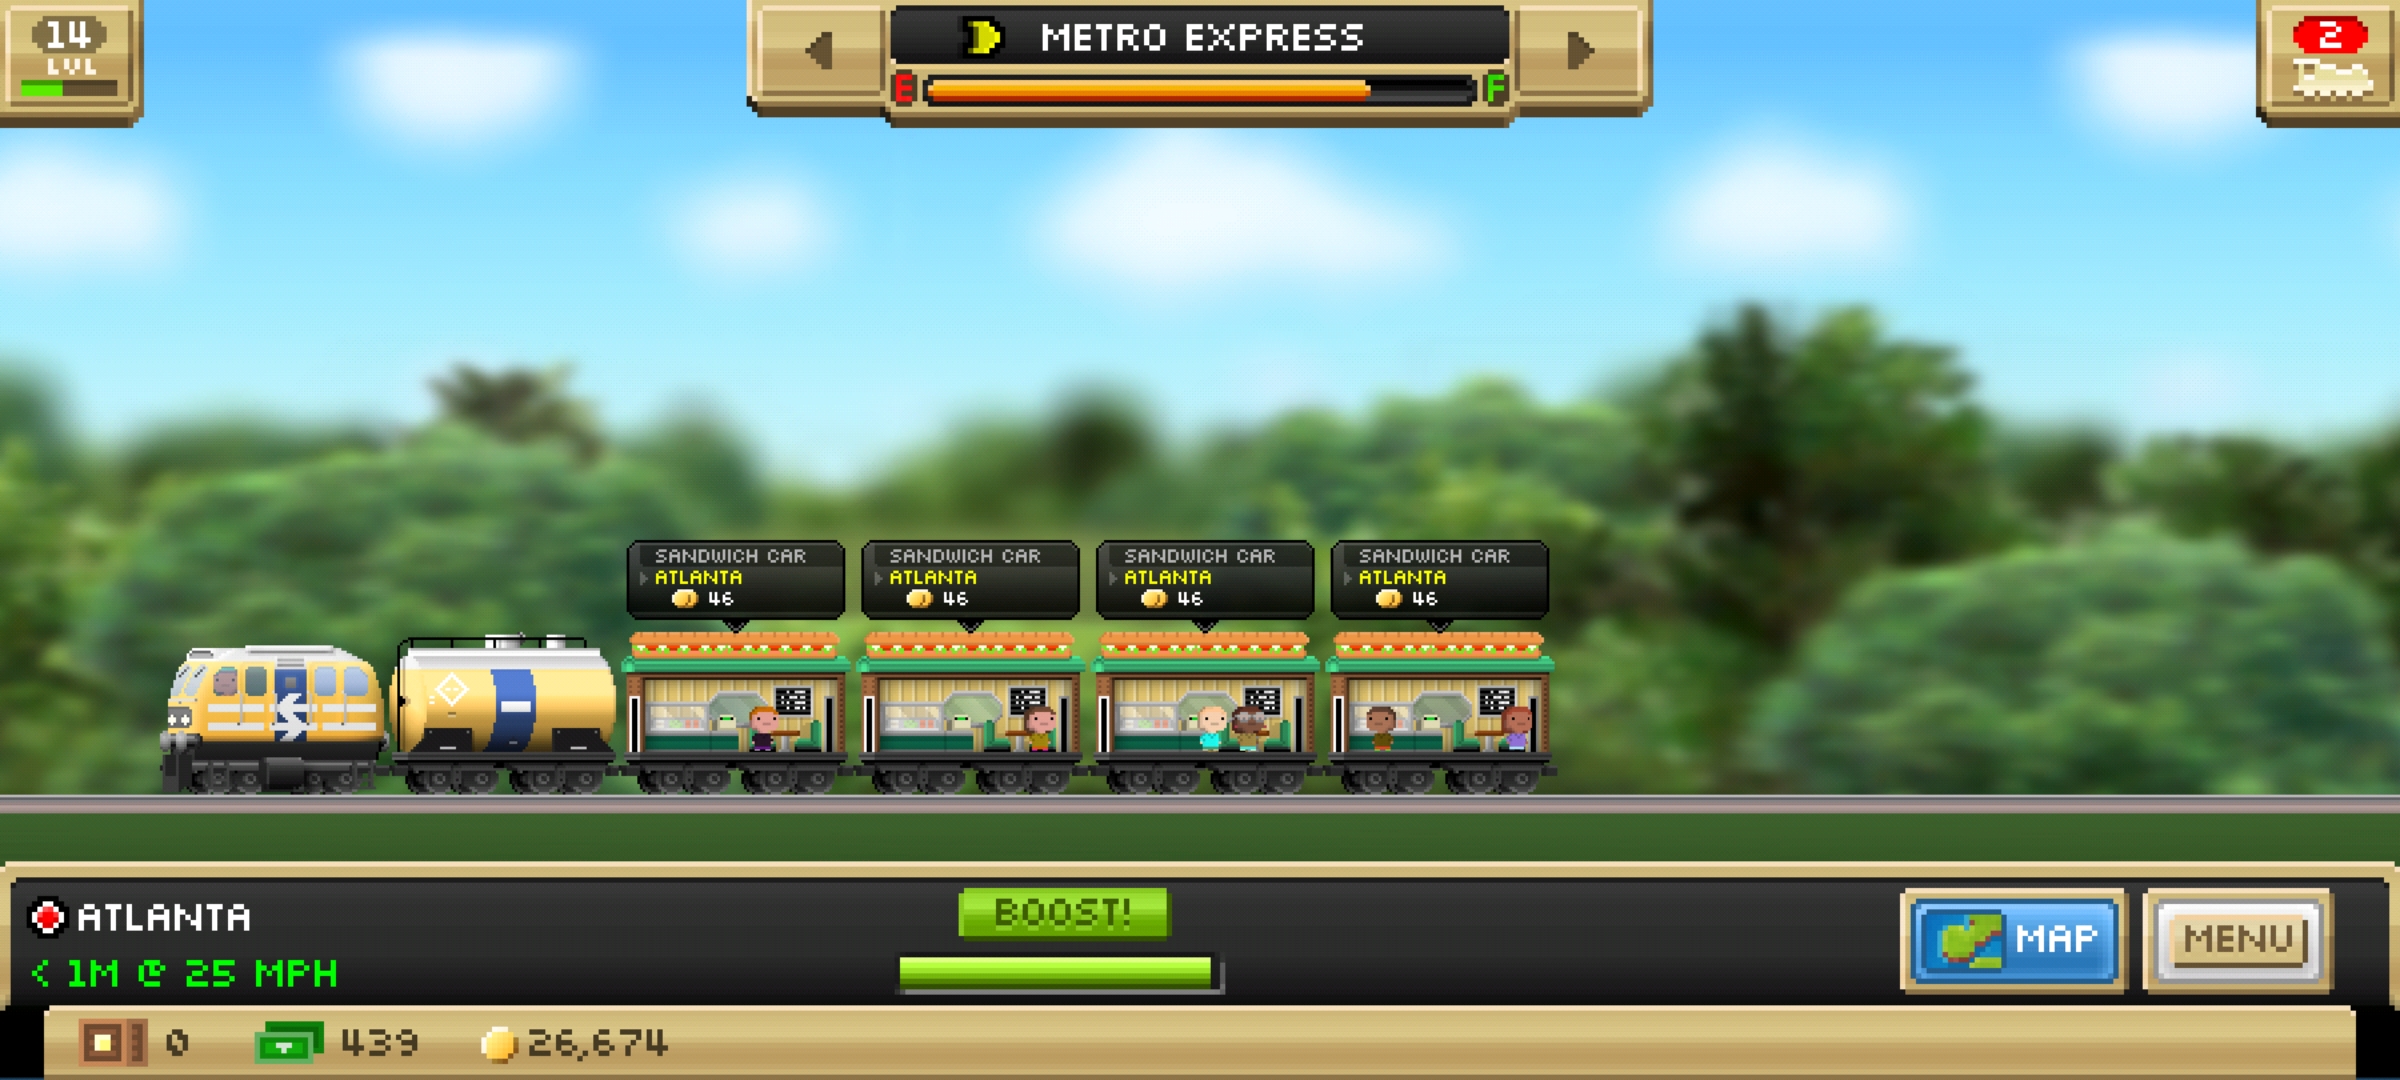 14
LVL
METRO EXPRESS
E F
2
SANDWICH CAR
ATLANTA
46
SANDWICH CAR
ATLANTA
46
SANDWICH CAR
ATLANTA
46
SANDWICH CAR
ATLANTA
46
ATLANTA
< 1M @ 25 MPH
BOOST!
MAP
MENU
0 439 26,674